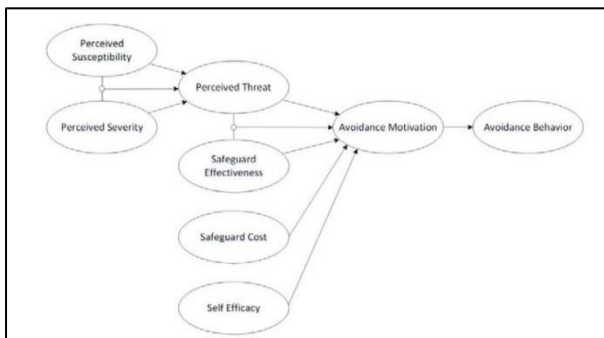 Perceived
Susceptibility
Perceived Threat
Perceived Severity
Avoidance Motivation
Avoidance Behavior
Safeguard
Effectiveness
Safeguard Cost
Self Efficacy